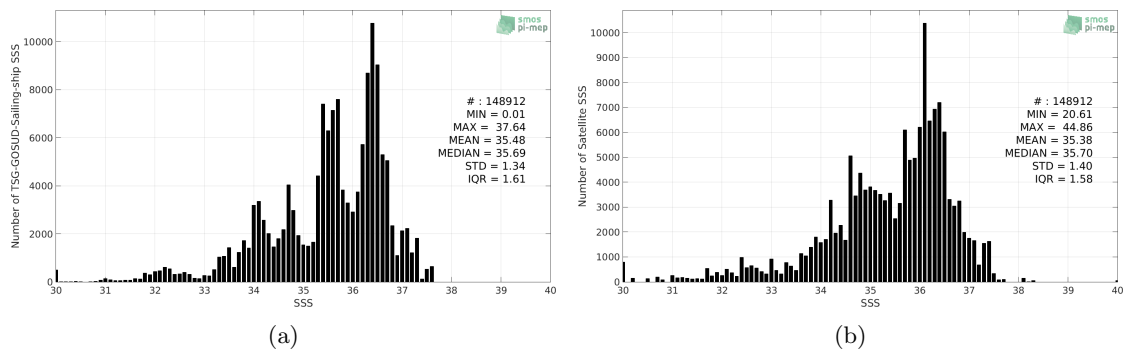 smos
pi-mep
10000
8000
6000
4000
2000
0
Number of TSG-GOSUD-Sailing-ship SSS
# : 148912
MIN = 0.01
MAX = 37.64
MEAN = 35.48
MEDIAN = 35.69
STD = 1.34
IQR = 1.61
30 31 32 33 34 35 36 37 38 39 40
SSS
(a)
smos
pi-mep
10000
9000
8000
7000
6000
5000
4000
3000
2000
1000
0
Number of Satellite SSS
# : 148912
MIN = 20.61
MAX = 44.86
MEAN = 35.38
MEDIAN = 35.70
STD = 1.40
IQR = 1.58
30 31 32 33 34 35 36 37 38 39 40
SSS
(b)